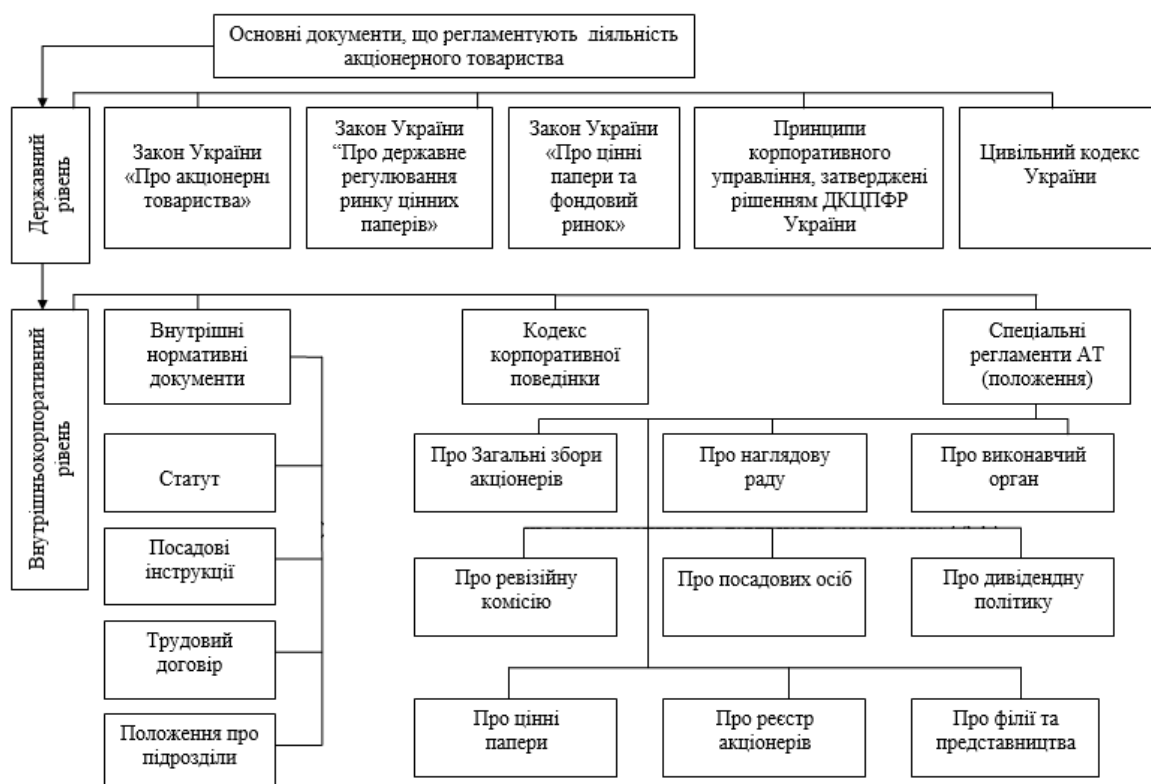 Основні документи, що регламентують діяльність
акціонерного товариства
Державний
рівень
Закон України
«Про акціонерні
товариства»
Закон України
“Про державне
регулювання
ринку цінних
паперів»
Закон України
«Про цінні
папери та
фондовий
ринок»
Принципи
корпоративного
управління, затверджені
рішенням ДКЦПФР
України
Цивільний кодекс
України
Внутрішньокорпоративний
рівень
Внутрішні
нормативні
документи
Кодекс
корпоративної
поведінки
Спеціальні
регламенти АТ
(положення)
Статут
Посадові
інструкції
Трудовий
договір
Положення про
підрозділи
Про Загальні збори
акціонерів
Про наглядову
раду
Про виконавчий
орган
Про ревізійну
комісію
Про посадових осіб
Про дивідендну
політику
Про цінні
папери
Про реєстр
акціонерів
Про філії та
представництва